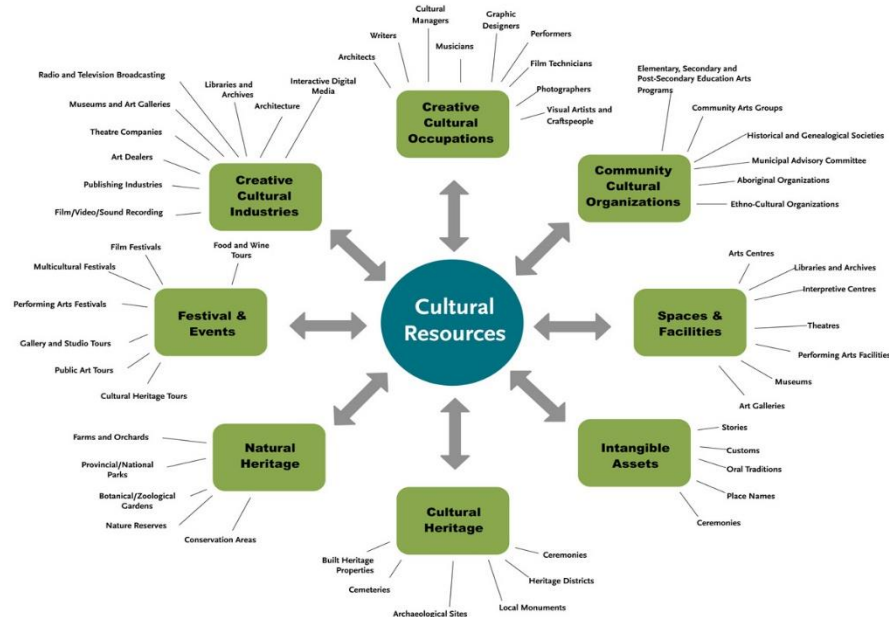 Cultural
Managers
Graphic
Designers
Writers
Musicians
Performers
Architects
Film Technicians
Photographers
Visual Artists and
Craftspeople
Creative
Cultural
Occupations
Radio and Television Broadcasting
Libraries and
Archives
Interactive Digital
Media
Museums and Art Galleries
Architecture
Theatre Companies
Art Dealers
Publishing Industries
Film/Video/Sound Recording
Creative
Cultural
Industries
Elementary, Secondary and
Post-Secondary Education Arts
Programs
Community Arts Groups
Historical and Genealogical Societies
Municipal Advisory Committee
Aboriginal Organizations
Ethno-Cultural Organizations
Community
Cultural
Organizations
Film Festivals
Food and Wine
Tours
Multicultural Festivals
Performing Arts Festivals
Gallery and Studio Tours
Public Art Tours
Cultural Heritage Tours
Festival &
Events
Cultural
Resources
Arts Centres
Libraries and Archives
Interpretive Centres
Theatres
Performing Arts Facilities
Museums
Art Galleries
Spaces &
Facilities
Farms and Orchards
Provincial/National
Parks
Botanical/Zoological
Gardens
Nature Reserves
Conservation Areas
Natural
Heritage
Intangible
Assets
Stories
Customs
Oral Traditions
Place Names
Ceremonies
Cultural
Heritage
Built Heritage
Properties
Cemeteries
Archaeological Sites
Local Monuments
Heritage Districts
Ceremonies